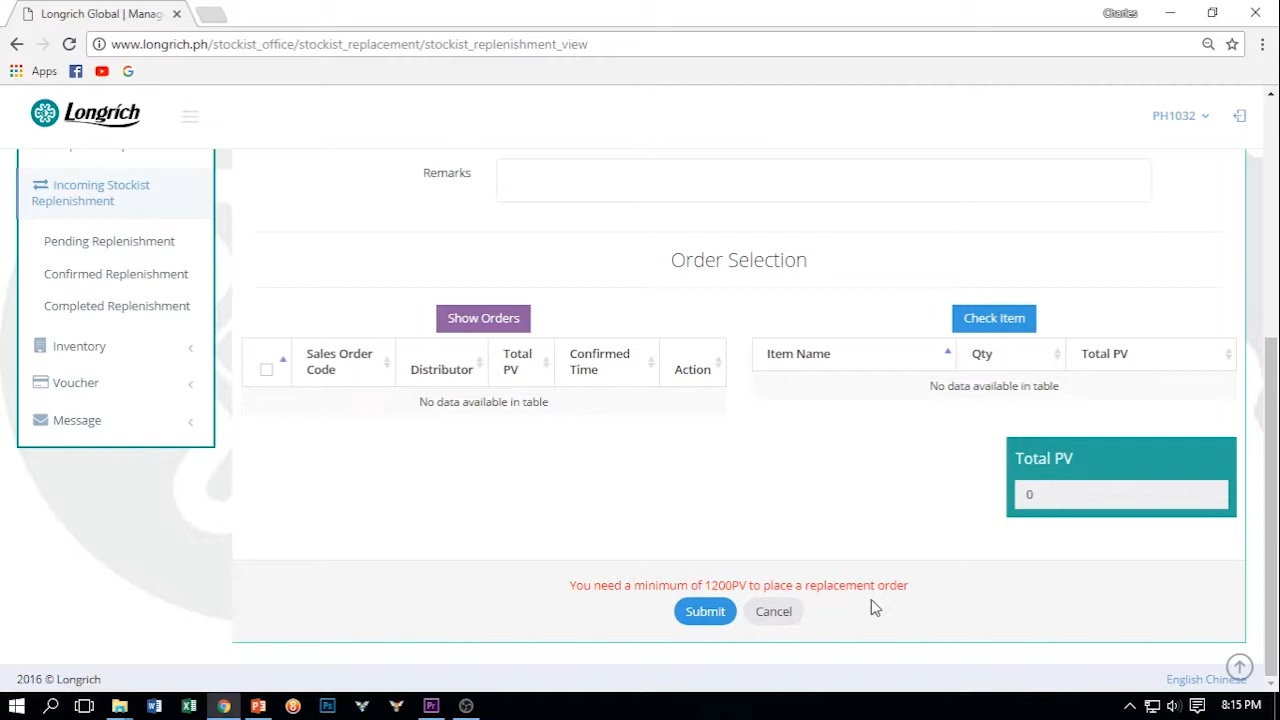 Longrich Global | Manag
Charles
www.longrich.ph/stockist_office/stockist_replacement/stockist_replenishment_view
Apps
Longrich
PH1032
Incoming Stockist
Replenishment
Pending Replenishment
Confirmed Replenishment
Completed Replenishment
Inventory
Voucher
Message
Remarks
Order Selection
Show Orders
Check Item
Sales Order
Code
Distributor
Total
PV
Confirmed
Time
Action
No data available in table
Item Name
Qty
Total PV
No data available in table
Total PV
0
You need a minimum of 1200PV to place a replacement order
Submit
Cancel
2016 © Longrich
English Chinese
8:15 PM